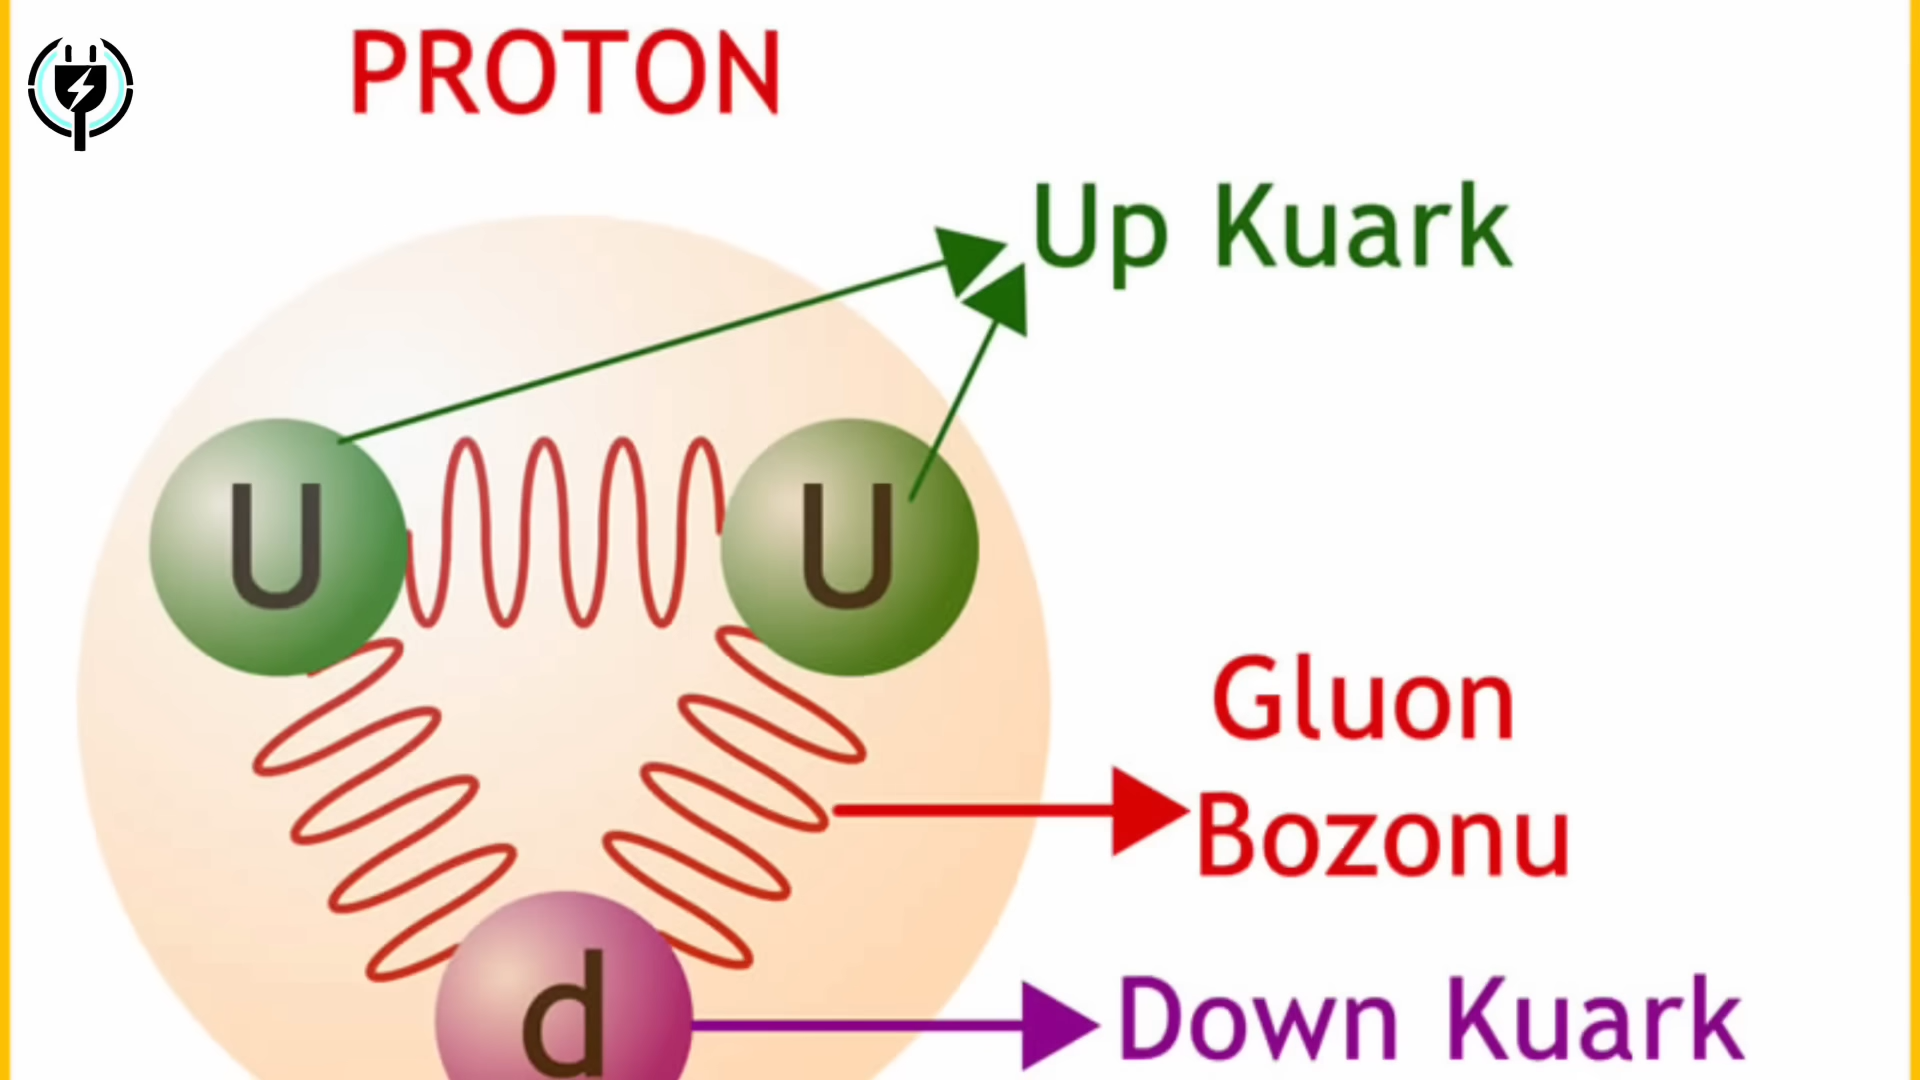 PROTON
Up Kuark
U
U
Gluon
Bozonu
d
Down Kuark